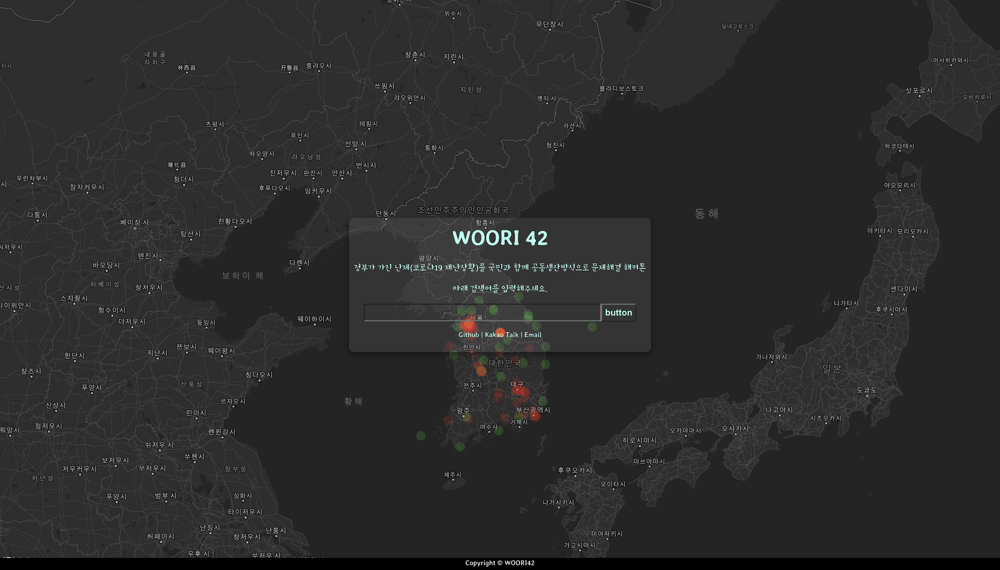 위수시
무단장시
달네고르스크
내몽골
자치구
林西县
开鲁县
퉁랴오시
창춘시
지린시
아사히카와시
쓰핑시
랴오위안시
지린성
옌지 시
블라디보스토크
삿포로시
오비히로시
츠펑시
톄링시
라선시
푸신시
선양 시
퉁화시
청진시
하코다테시
차오양시
랴오닝성
隆化县
번시시
진저우시
판진시
안산시
우란차부시
청더시
장자커우시
후루다오시
잉커우시
아오모리시
다퉁시
베이징 시
친황다오시
단둥시
조선민주주의인민공화국
동해
함흥시
탕산시
아키타시
모리오카시
WOORI 42
톈진시
평양시
바오딩시
다롄시
정부가 가진 난제(코로나19 재난상황)를 국민과 함께 공동생산방식으로 문제해결 해커톤
보하이 해
허베이성
창저우시
아래 검색어를 입력해주세요.
센다이시
스자좡시
니가타시
헝수이시
후쿠시마시
button
더저우시
둥잉시
웨이하이시
서울
Github | Kakao Talk | Email
쯔보시
천안시
한단시
지난시
웨이팡시
가나자와시
대한민국
일본
창즈시
칭다오시
푸양시
산둥성
전주시
대구
도쿄도
황해
르자오시
신샹시
린이시
광주
부산광역시
나고야시
시즈오카시
정저우시
롄윈강시
여수시
거제시
오카야마시
오사카시
쉬저우 시
히로시마시
보저우시
쑤첸시
마쓰야마시
저우커우시
쑤저우시
장쑤성
허난성
제주시
후쿠오카시
오이타시
푸양시
벙부 시
싱화시
나가사키시
타이저우시
난징시
난퉁시
허페이시
창저우시
미야자키시
가고시마시
우후 시
쑤저우 시
Copyright © WOORI42